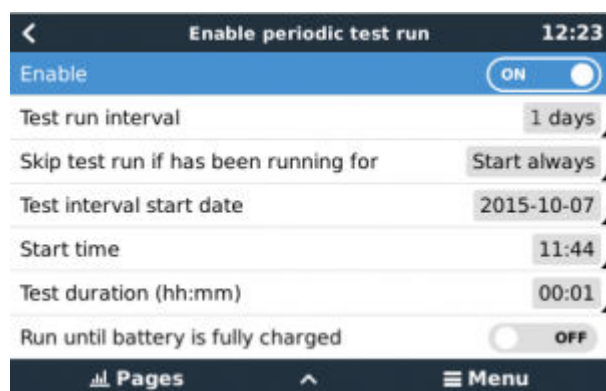 Enable periodic test run 12:23
Enable ON
Test run interval 1 days
Skip test run if has been running for Start always
Test interval start date 2015-10-07
Start time 11:44
Test duration (hh:mm) 00:01
Run until battery is fully charged OFF
Pages Menu